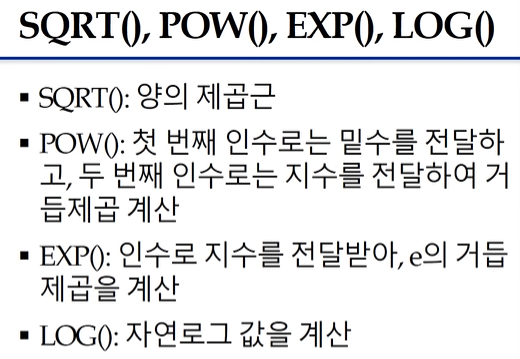 SQRT(), POW(), EXP(), LOG()
▪ SQRT(): 양의 제곱근
▪ POW(): 첫 번째 인수로는 밑수를 전달하
고, 두 번째 인수로는 지수를 전달하여 거
듭제곱 계산
▪ EXP(): 인수로 지수를 전달받아, e의 거듭
제곱을 계산
▪ LOG(): 자연로그 값을 계산